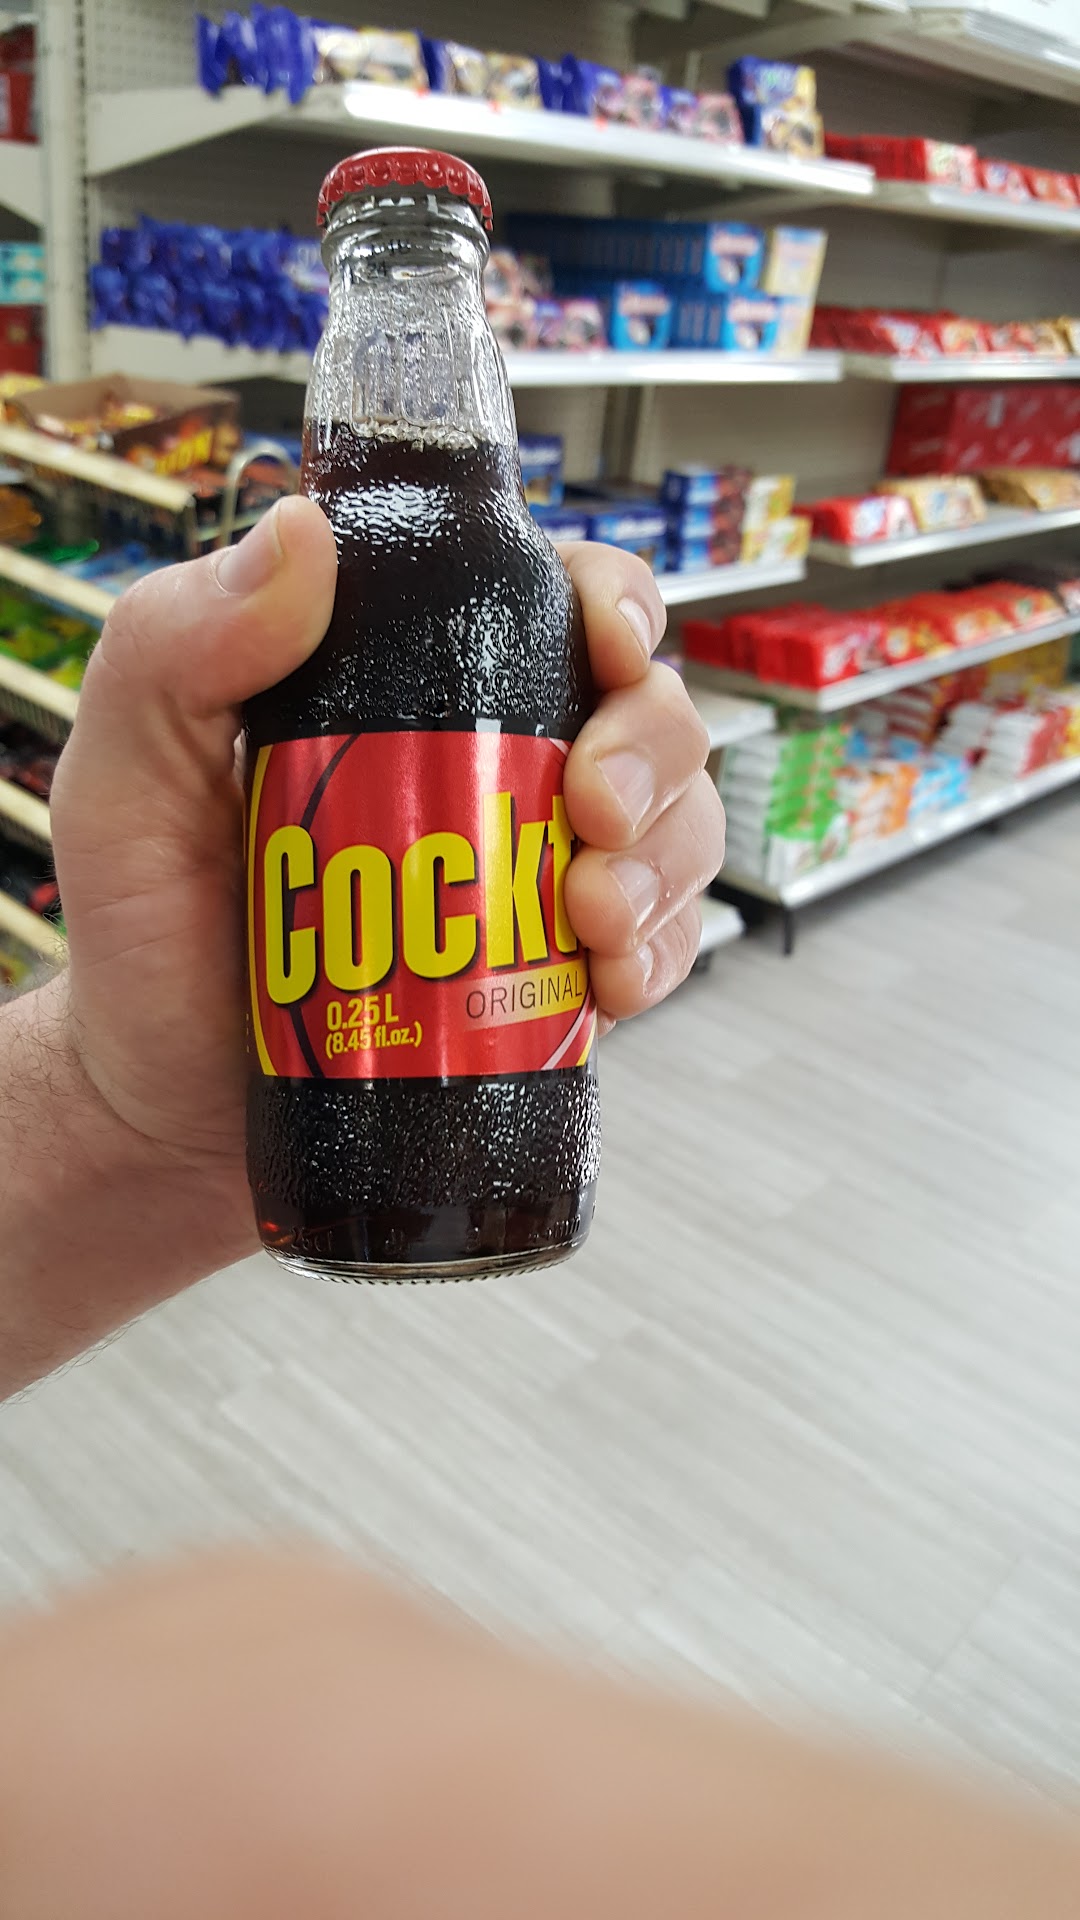 Cockt
ORIGINAL
0.25 L
(8.45 fl.oz.)